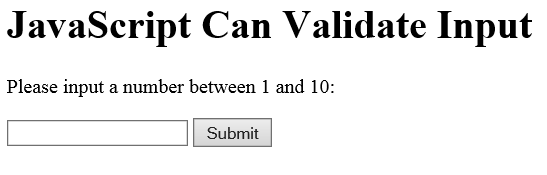 JavaScript Can Validate Input
Please input a number between 1 and 10:
Submit